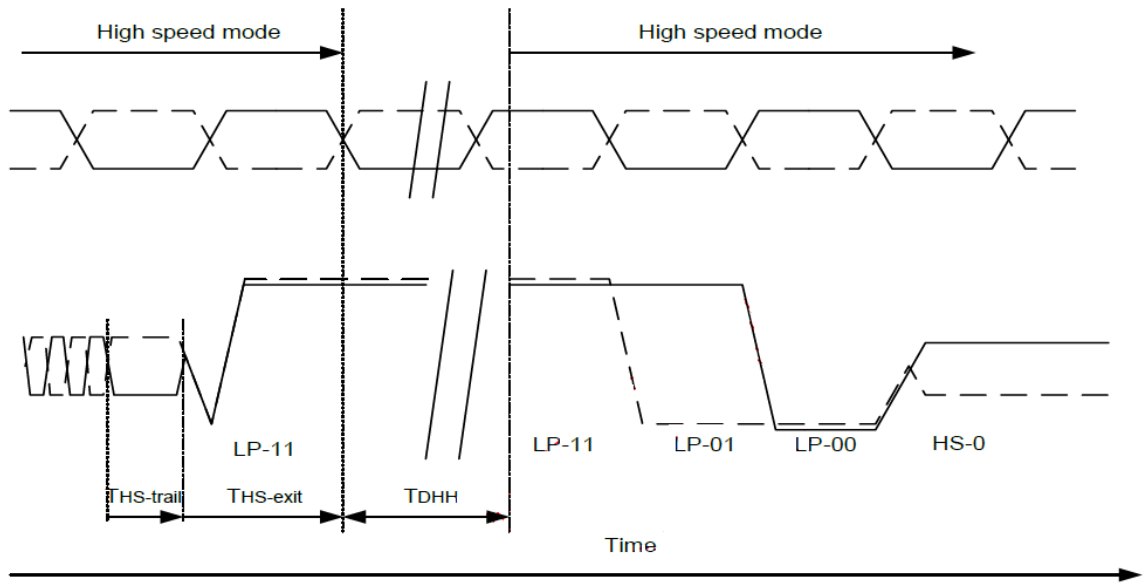 High speed mode
High speed mode
LP-11
LP-11
LP-01
LP-00
HS-0
THS-trail
THS-exit
TDHH
Time